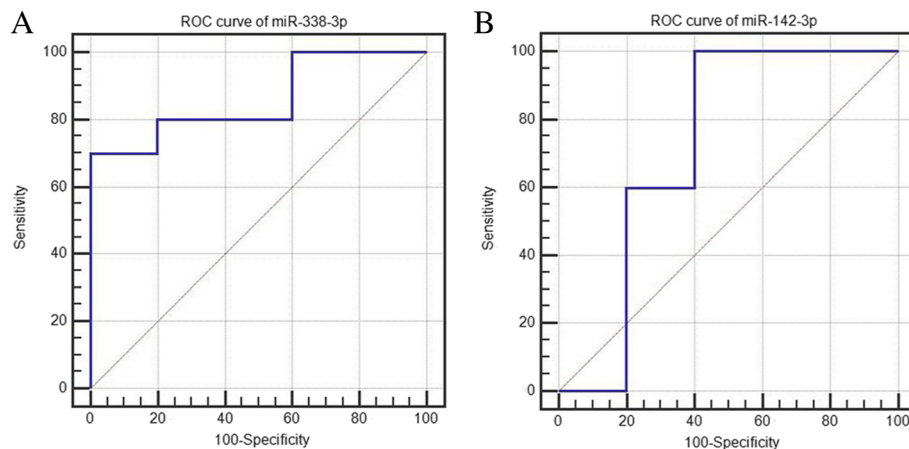 A
ROC curve of miR-338-3p
100
80
60
40
20
0
Sensitivity
0 20 40 60 80 100
100-Specificity
B
ROC curve of miR-142-3p
100
80
60
40
20
0
Sensitivity
0 20 40 60 80 100
100-Specificity